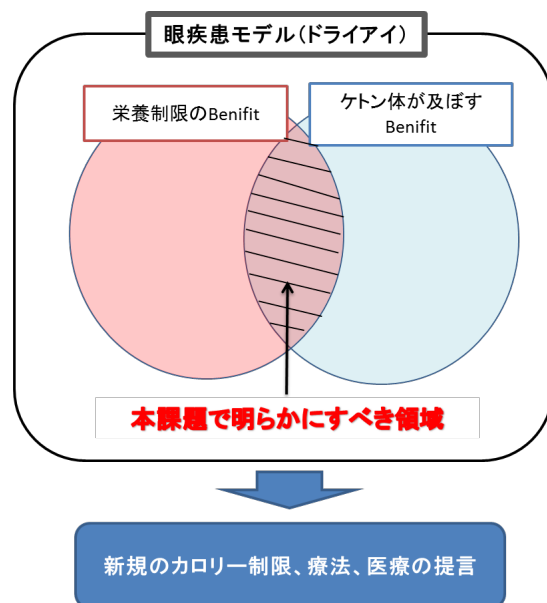 眼疾患モデル(ドライアイ)
栄養制限のBenifit
ケトン体が及ぼす
Benifit
本課題で明らかにすべき領域
新規のカロリー制限、療法、医療の提言